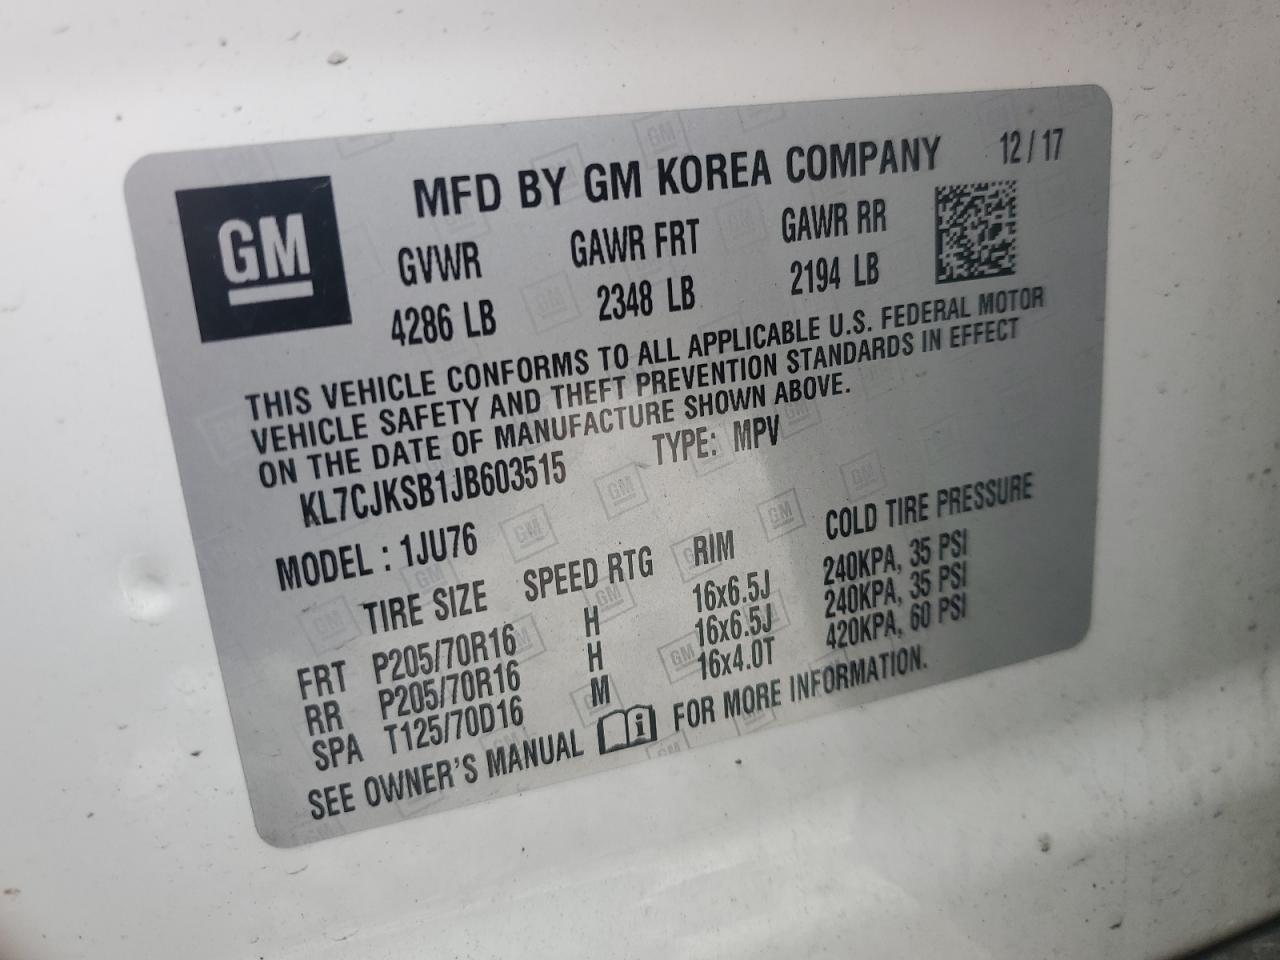 GM
MFD BY GM KOREA COMPANY 12/17
GVWR GAWR FRT GAWR RR
4286 LB 2348 LB 2194 LB
THIS VEHICLE CONFORMS TO ALL APPLICABLE U.S. FEDERAL MOTOR
VEHICLE SAFETY AND THEFT PREVENTION STANDARDS IN EFFECT
ON THE DATE OF MANUFACTURE SHOWN ABOVE.
KL7CJKSB1JB603515 TYPE: MPV
MODEL : 1JU76
TIRE SIZE SPEED RTG RIM COLD TIRE PRESSURE
FRT P205/70R16 H 16x6.5J 240KPA, 35 PSI
RR P205/70R16 H 16x6.5J 240KPA, 35 PSI
SPA T125/70D16 M 16x4.0T 420KPA, 60 PSI
SEE OWNER'S MANUAL i FOR MORE INFORMATION.